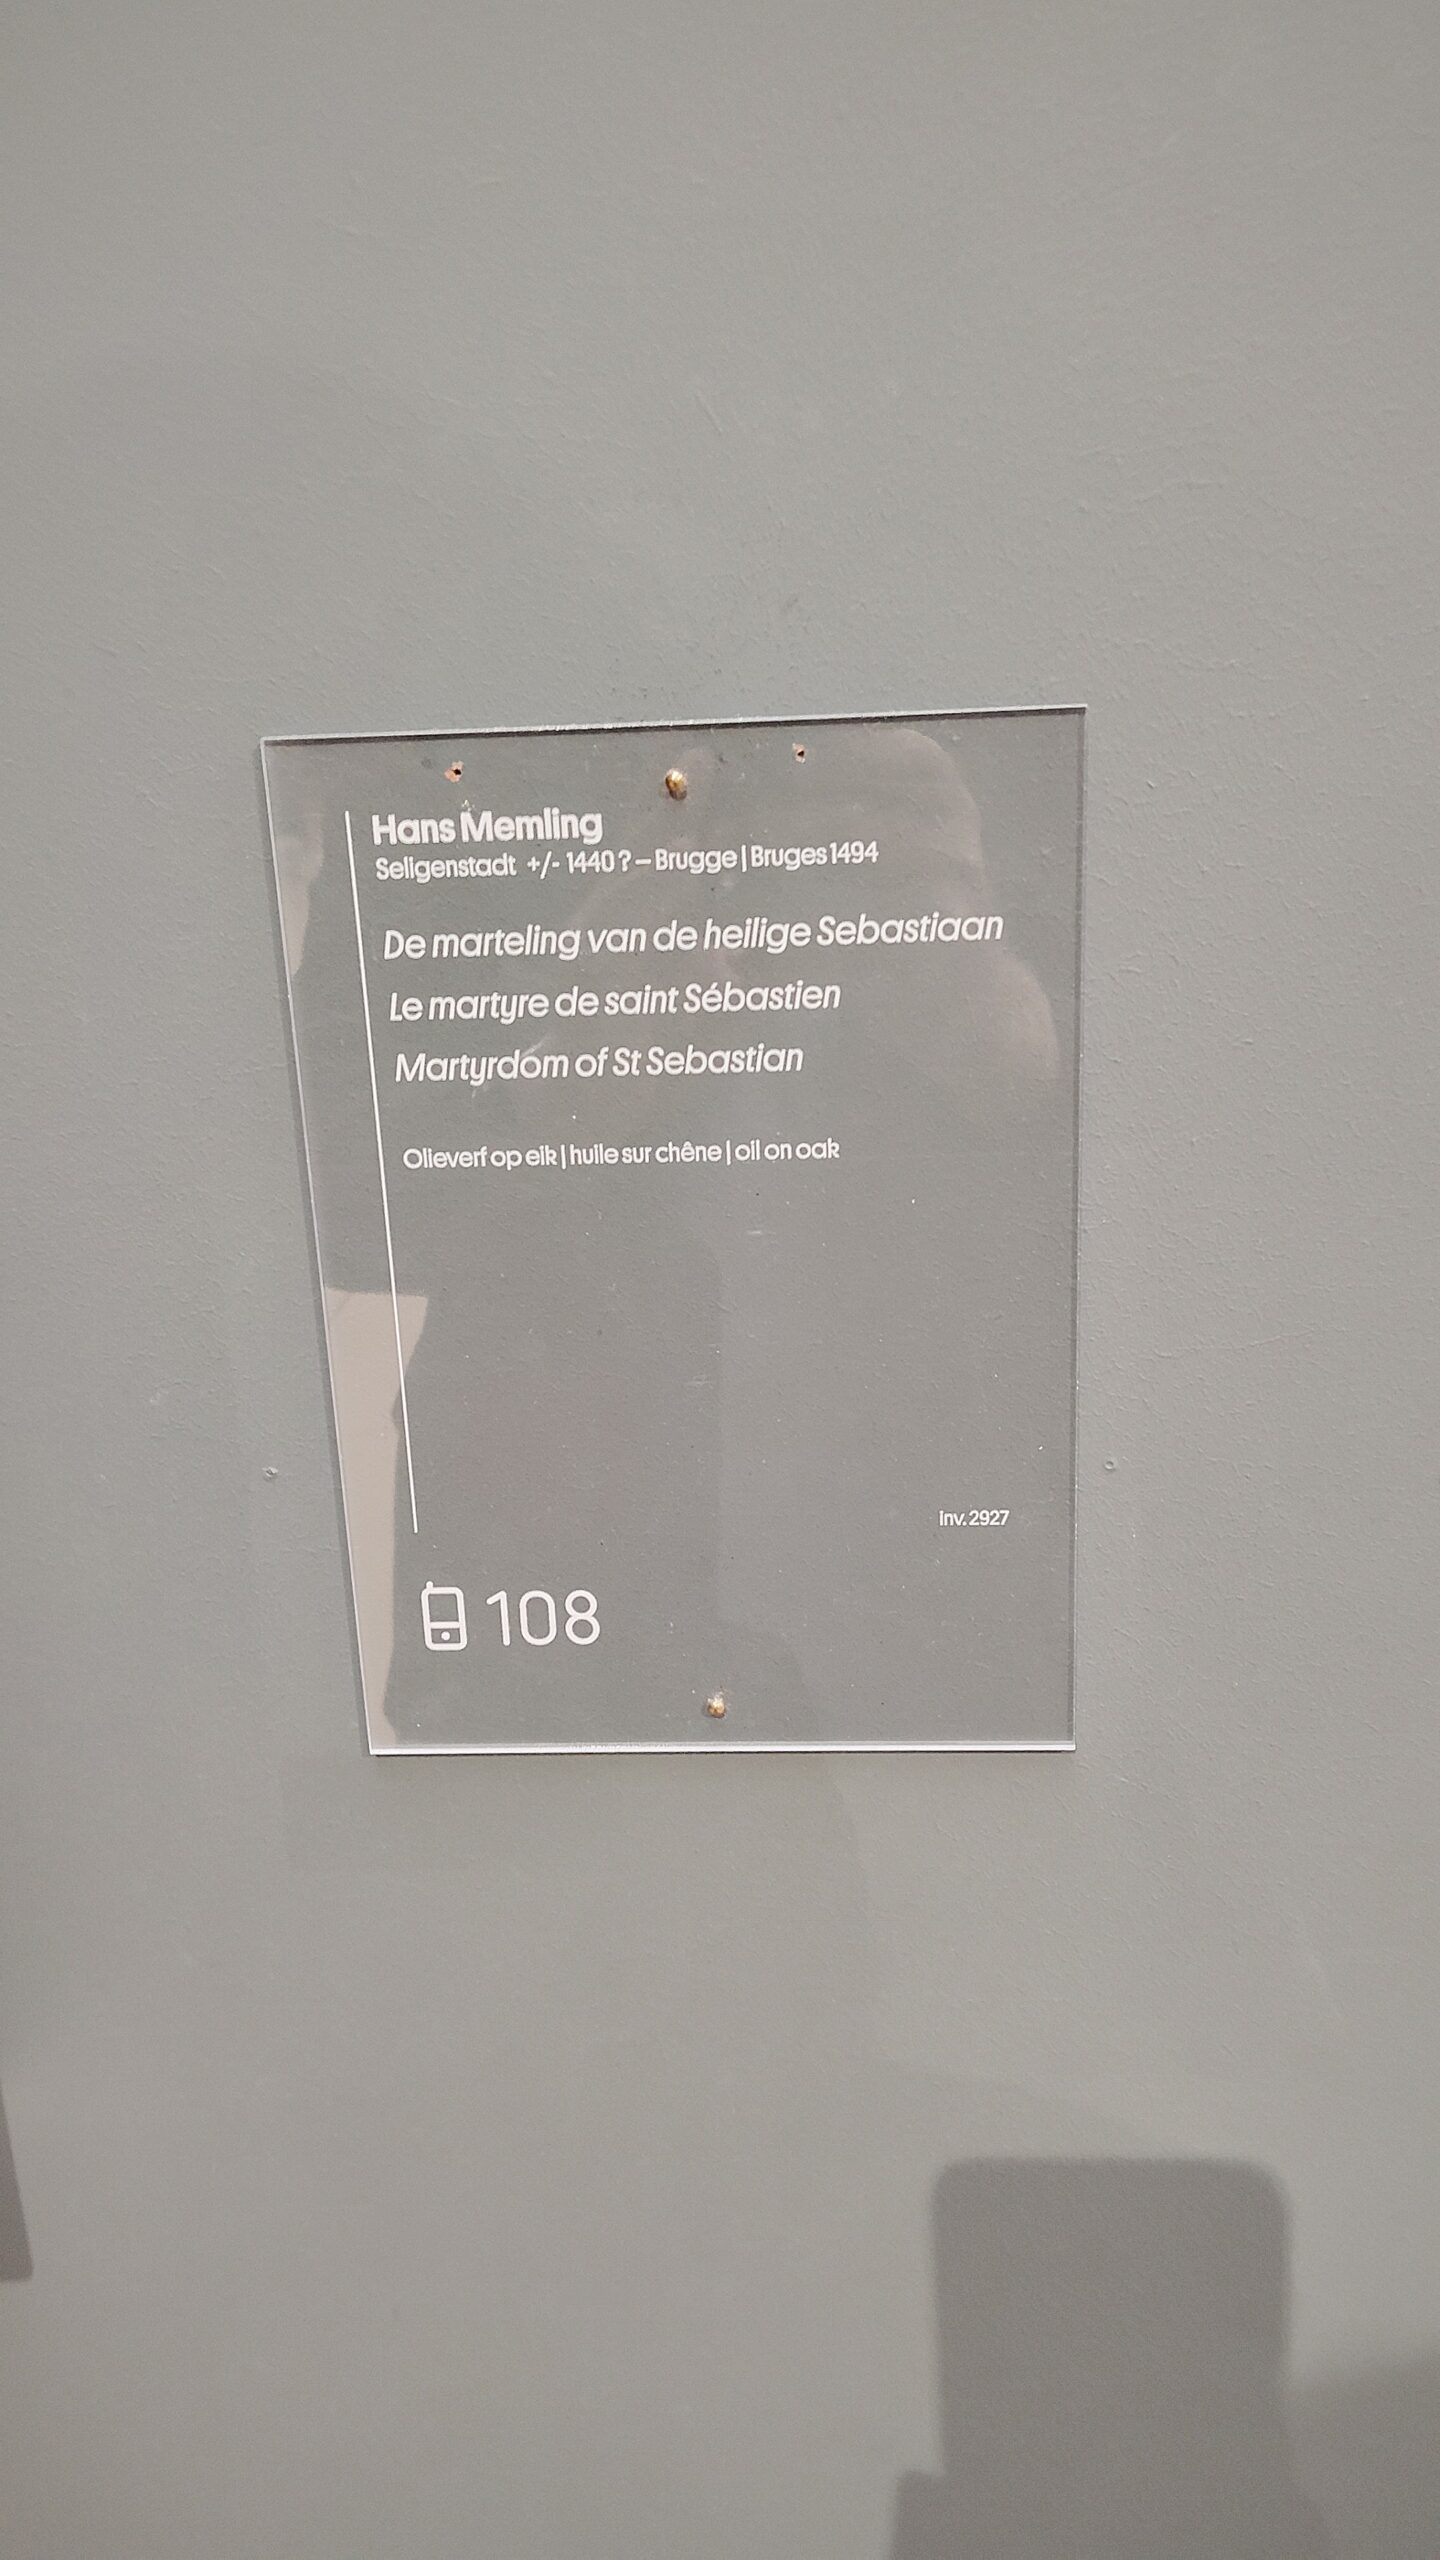 Hans Memling
Seligenstadt +/- 1440 ? – Brugge | Bruges 1494
De marteling van de heilige Sebastiaan
Le martyre de saint Sébastien
Martyrdom of St Sebastian
Olieverf op eik | huile sur chêne | oil on oak
inv. 2927
108